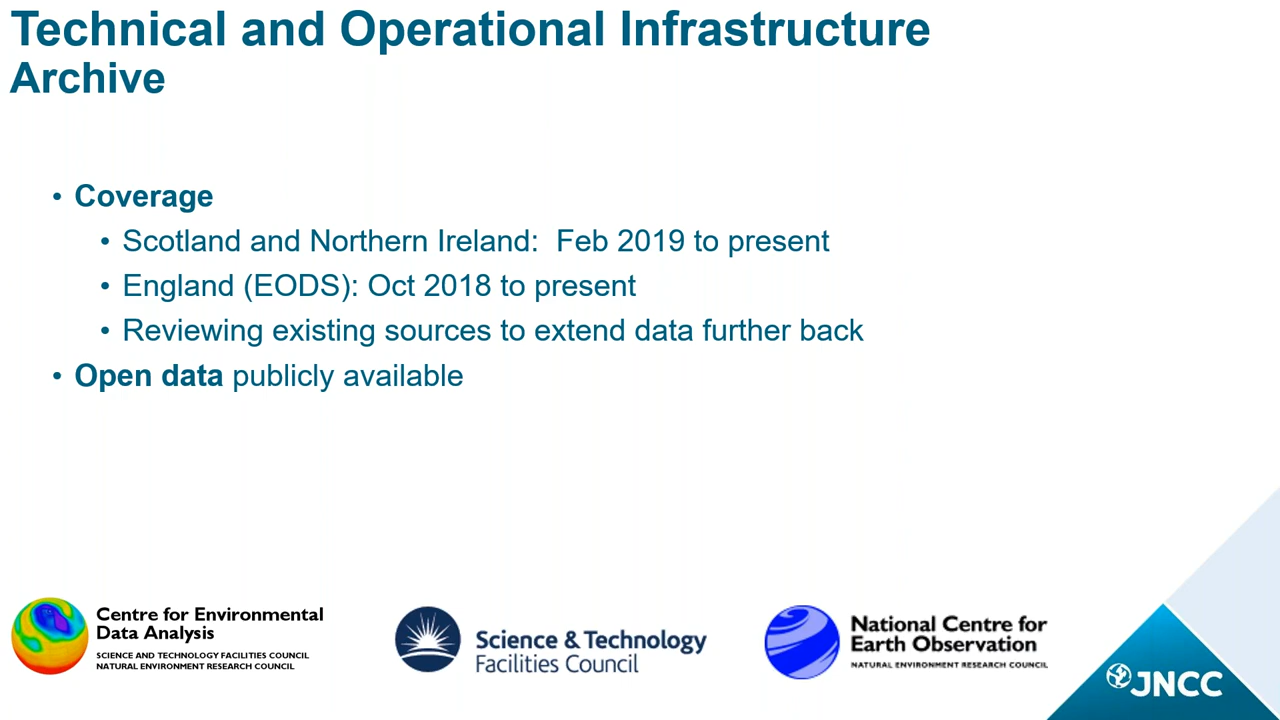 Technical and Operational Infrastructure
Archive
• Coverage
• Scotland and Northern Ireland:  Feb 2019 to present
• England (EODS): Oct 2018 to present
• Reviewing existing sources to extend data further back
• Open data publicly available
Centre for Environmental
Data Analysis
SCIENCE AND TECHNOLOGY FACILITIES COUNCIL
NATURAL ENVIRONMENT RESEARCH COUNCIL
Science & Technology
Facilities Council
National Centre for
Earth Observation
NATURAL ENVIRONMENT RESEARCH COUNCIL
JNCC